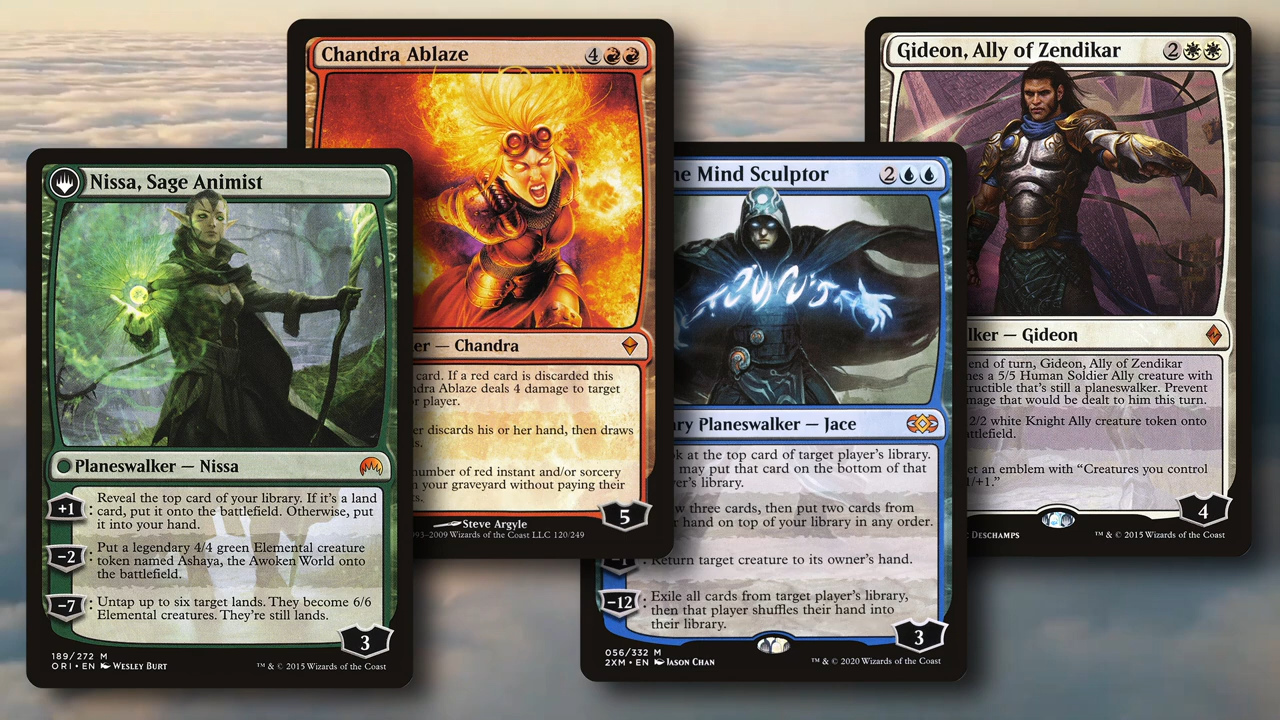 Nissa, Sage Animist
Planeswalker — Nissa
+1 : Reveal the top card of your library. If it's a land
card, put it onto the battlefield. Otherwise, put
it into your hand.
-2 : Put a legendary 4/4 green Elemental creature
token named Ashaya, the Awoken World onto
the battlefield.
-7 : Untap up to six target lands. They become 6/6
Elemental creatures. They're still lands.
3
189/272 M
ORI • EN Wesley Burt
™ & © 2015 Wizards of the Coast
Chandra Ablaze 4
er — Chandra
card. If a red card is discarded this
ndra Ablaze deals 4 damage to target
r player.
er discards his or her hand, then draws
s.
number of red instant and/or sorcery
n your graveyard without paying their
ts.
5
Steve Argyle
93–2009 Wizards of the Coast LLC 120/249
he Mind Sculptor 2
ary Planeswalker — Jace
ok at the top card of target player's library.
may put that card on the bottom of that
yer's library.
w three cards, then put two cards from
r hand on top of your library in any order.
-1 : Return target creature to its owner's hand.
-12 : Exile all cards from target player's library,
then that player shuffles their hand into
their library.
3
056/332 M
2XM • EN Jason Chan
™ & © 2020 Wizards of the Coast
Gideon, Ally of Zendikar 2
lker — Gideon
end of turn, Gideon, Ally of Zendikar
nes a 5/5 Human Soldier Ally creature with
tructible that's still a planeswalker. Prevent
mage that would be dealt to him this turn.
2/2 white Knight Ally creature token onto
ttlefield.
et an emblem with "Creatures you control
1/+1."
4
Deschamps
™ & © 2015 Wizards of the Coast